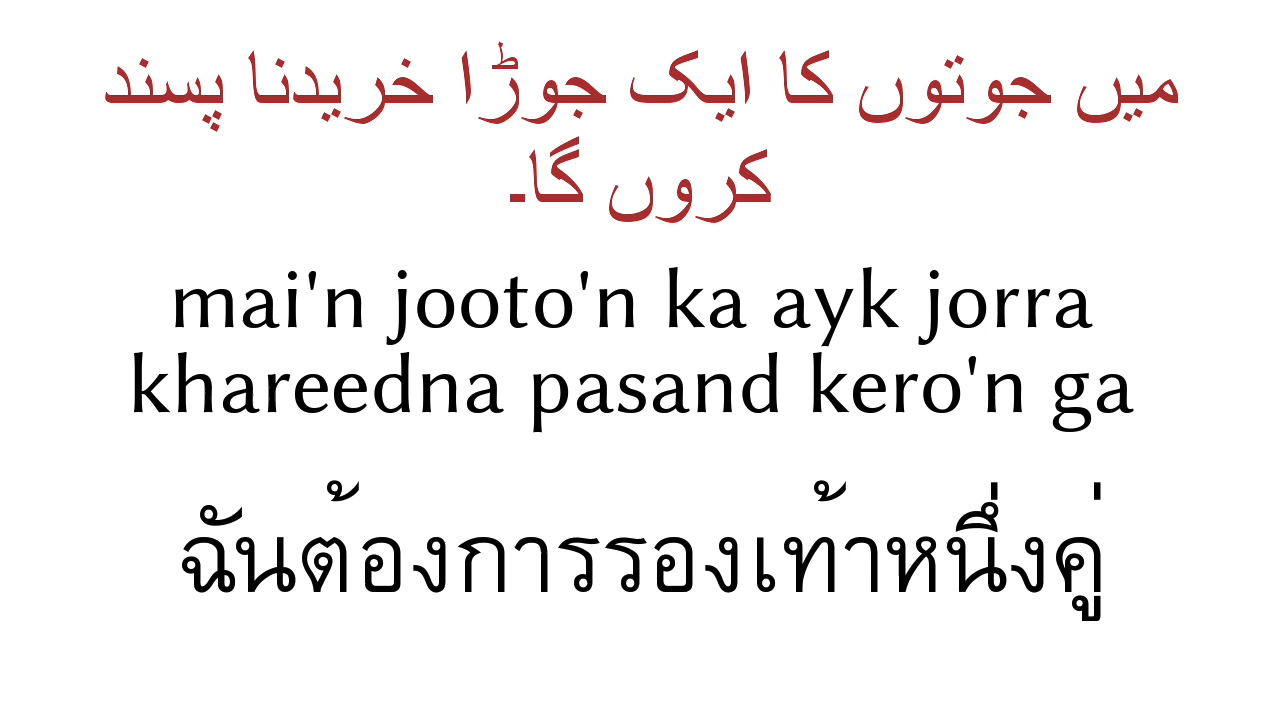 میں جوتوں کا ایک جوڑا خریدنا پسند
کروں گا۔
mai'n jooto'n ka ayk jorra
khareedna pasand kero'n ga
ฉันต้องการรองเท้าหนึ่งคู่